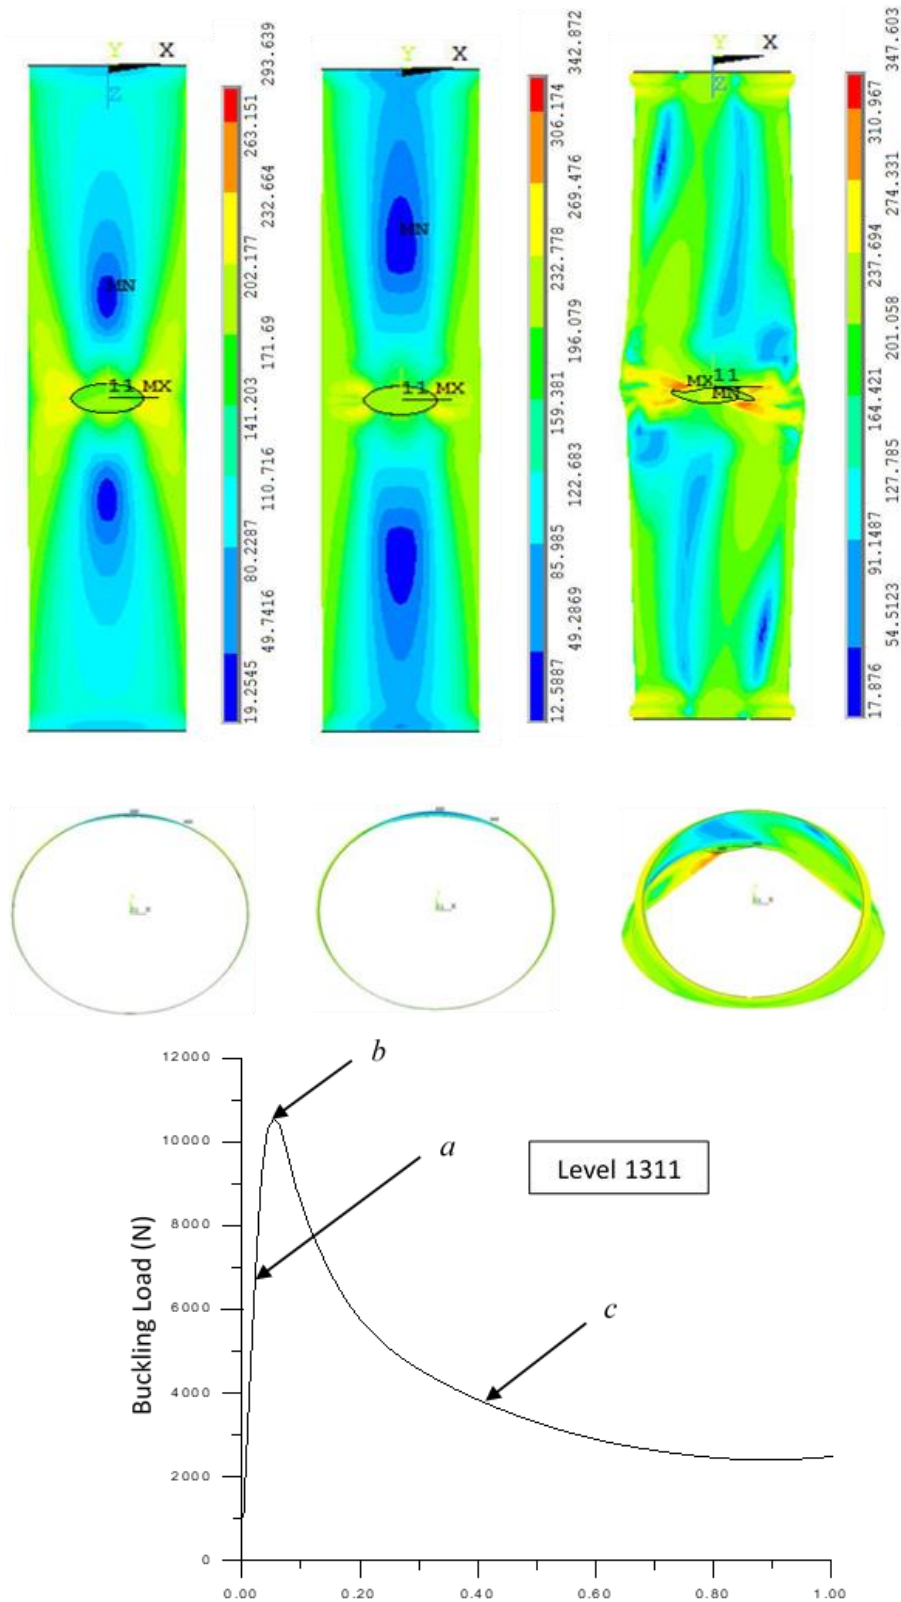 Y X
Z
MN
11 MX
293.639
263.151
232.664
202.177
171.69
141.203
110.716
80.2287
49.7416
19.2545
Y X
MN
11 MX
342.872
306.174
269.476
232.778
196.079
159.381
122.683
85.985
49.2869
12.5887
Y X
Z
MX 11
MN
347.603
310.967
274.331
237.694
201.058
164.421
127.785
91.1487
54.5123
17.876
b
a
c
Level 1311
Buckling Load (N)
12000
10000
8000
6000
4000
2000
0
0.00 0.20 0.40 0.60 0.80 1.00